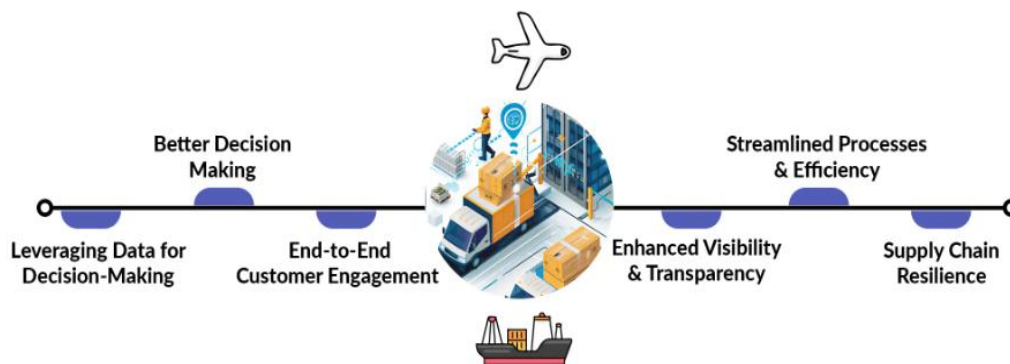 Better Decision
Making
Streamlined Processes
& Efficiency
Leveraging Data for
Decision-Making
End-to-End
Customer Engagement
Enhanced Visibility
& Transparency
Supply Chain
Resilience